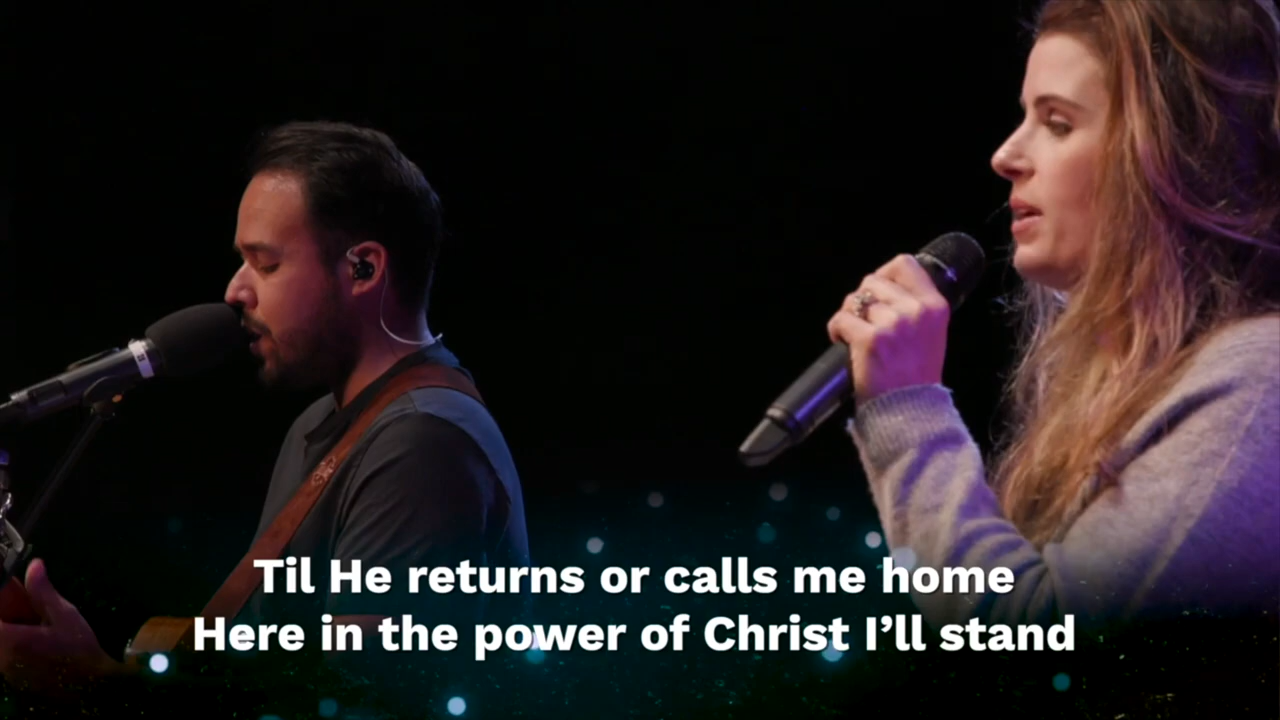 Til He returns or calls me home
Here in the power of Christ I’ll stand